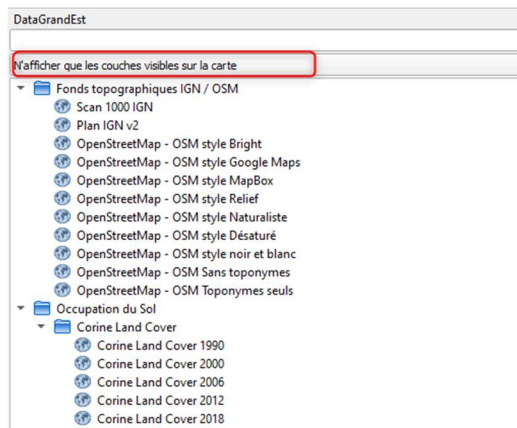 DataGrandEst
N'afficher que les couches visibles sur la carte
Fonds topographiques IGN / OSM
Scan 1000 IGN
Plan IGN v2
OpenStreetMap - OSM style Bright
OpenStreetMap - OSM style Google Maps
OpenStreetMap - OSM style MapBox
OpenStreetMap - OSM style Relief
OpenStreetMap - OSM style Naturaliste
OpenStreetMap - OSM style Désaturé
OpenStreetMap - OSM style noir et blanc
OpenStreetMap - OSM Sans toponymes
OpenStreetMap - OSM Toponymes seuls
Occupation du Sol
Corine Land Cover
Corine Land Cover 1990
Corine Land Cover 2000
Corine Land Cover 2006
Corine Land Cover 2012
Corine Land Cover 2018